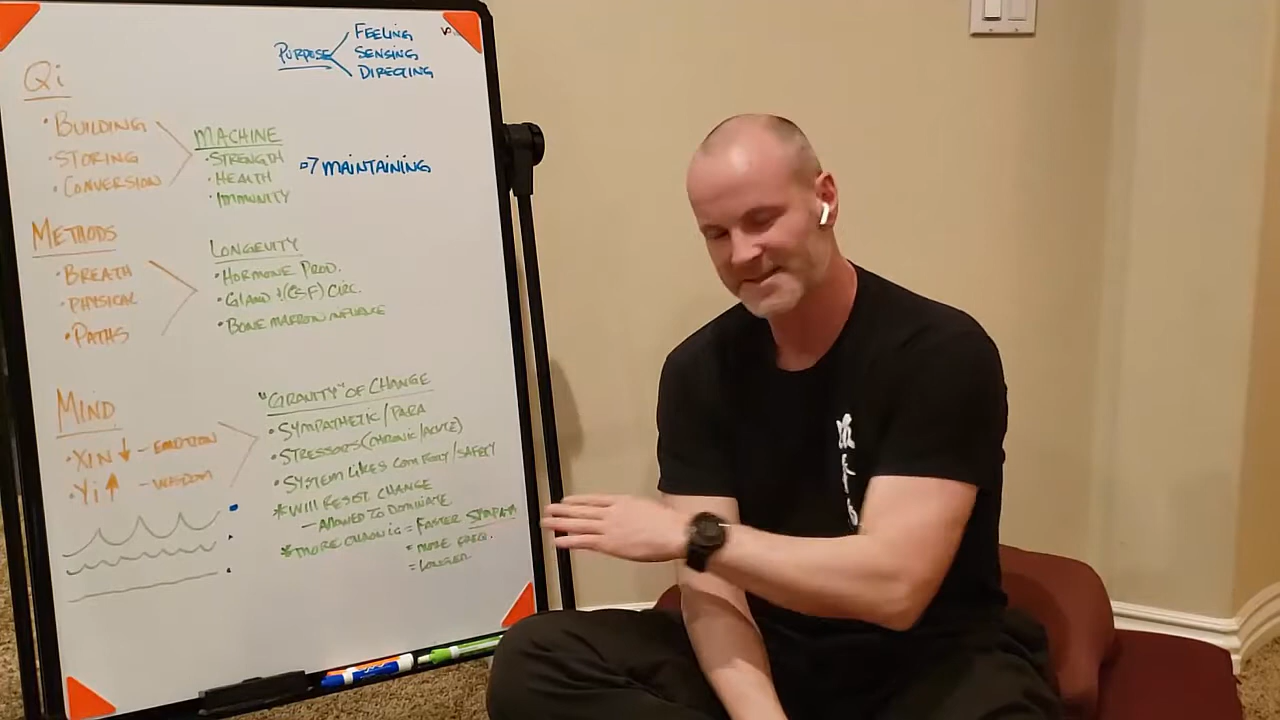 PURPOSE
FEELING
SENSING
DIRECTING
Qi
• BUILDING
• STORING
• CONVERSION
MACHINE
• STRENGTH
• HEALTH
• IMMUNITY
MAINTAINING
METHODS
• BREATH
• PHYSICAL
• PATHS
LONGEVITY
• HORMONE PROD.
• GLAND +(CSF) CIRC.
• BONE MARROW INFLUENCE
MIND
• XIN ↓ - EMOTION
• Yi ↑ - WISDOM
"GRAVITY" OF CHANGE
• SYMPATHETIC/PARA
• STRESSORS (CHRONIC/ACUTE)
• SYSTEM LIKES COMFORT/SAFETY
* WILL RESIST CHANGE
- ALLOWED TO DOMINATE
* MORE CHRONIC = FASTER SYMPATH
= MORE FREQ.
= LONGER